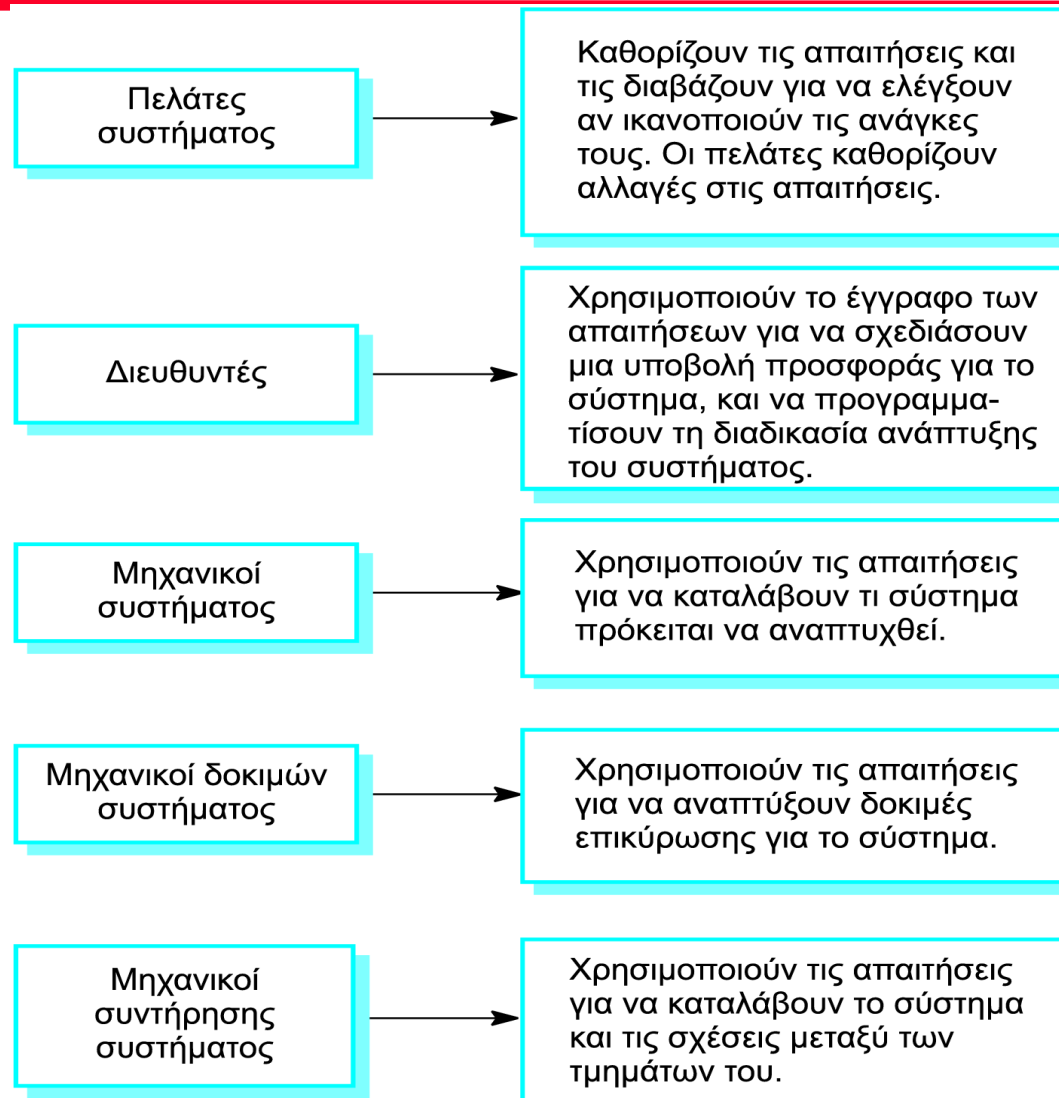 Πελάτες
συστήματος
Καθορίζουν τις απαιτήσεις και
τις διαβάζουν για να ελέγξουν
αν ικανοποιούν τις ανάγκες
τους. Οι πελάτες καθορίζουν
αλλαγές στις απαιτήσεις.
Διευθυντές
Χρησιμοποιούν το έγγραφο των
απαιτήσεων για να σχεδιάσουν
μια υποβολή προσφοράς για το
σύστημα, και να προγραμμα-
τίσουν τη διαδικασία ανάπτυξης
του συστήματος.
Μηχανικοί
συστήματος
Χρησιμοποιούν τις απαιτήσεις
για να καταλάβουν τι σύστημα
πρόκειται να αναπτυχθεί.
Μηχανικοί δοκιμών
συστήματος
Χρησιμοποιούν τις απαιτήσεις
για να αναπτύξουν δοκιμές
επικύρωσης για το σύστημα.
Μηχανικοί
συντήρησης
συστήματος
Χρησιμοποιούν τις απαιτήσεις
για να καταλάβουν το σύστημα
και τις σχέσεις μεταξύ των
τμημάτων του.